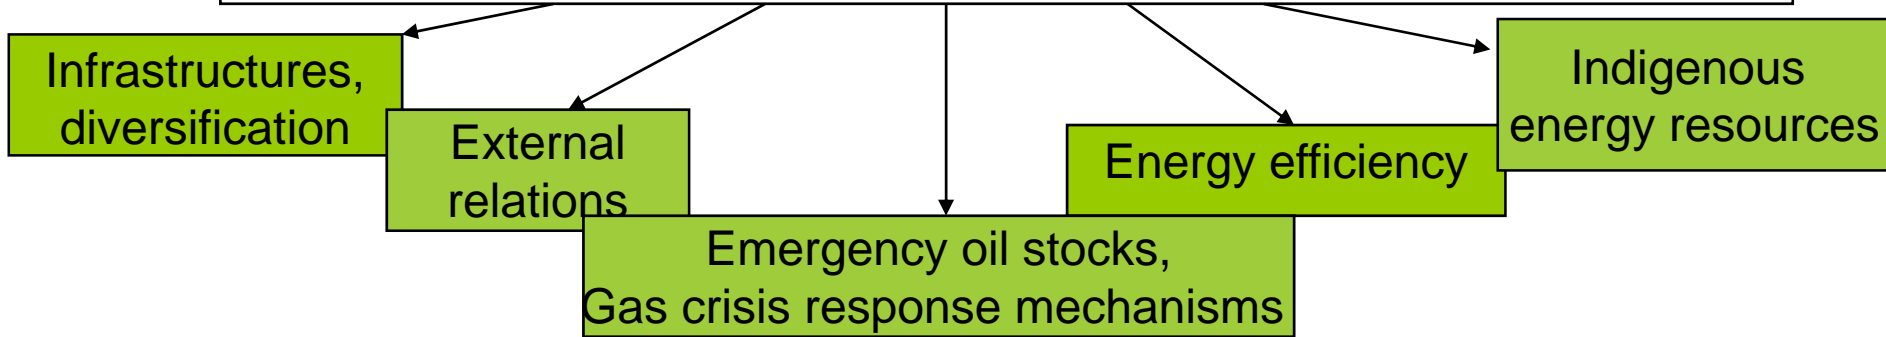 Infrastructures,
diversification
External
relations
Emergency oil stocks,
Gas crisis response mechanisms
Energy efficiency
Indigenous
energy resources